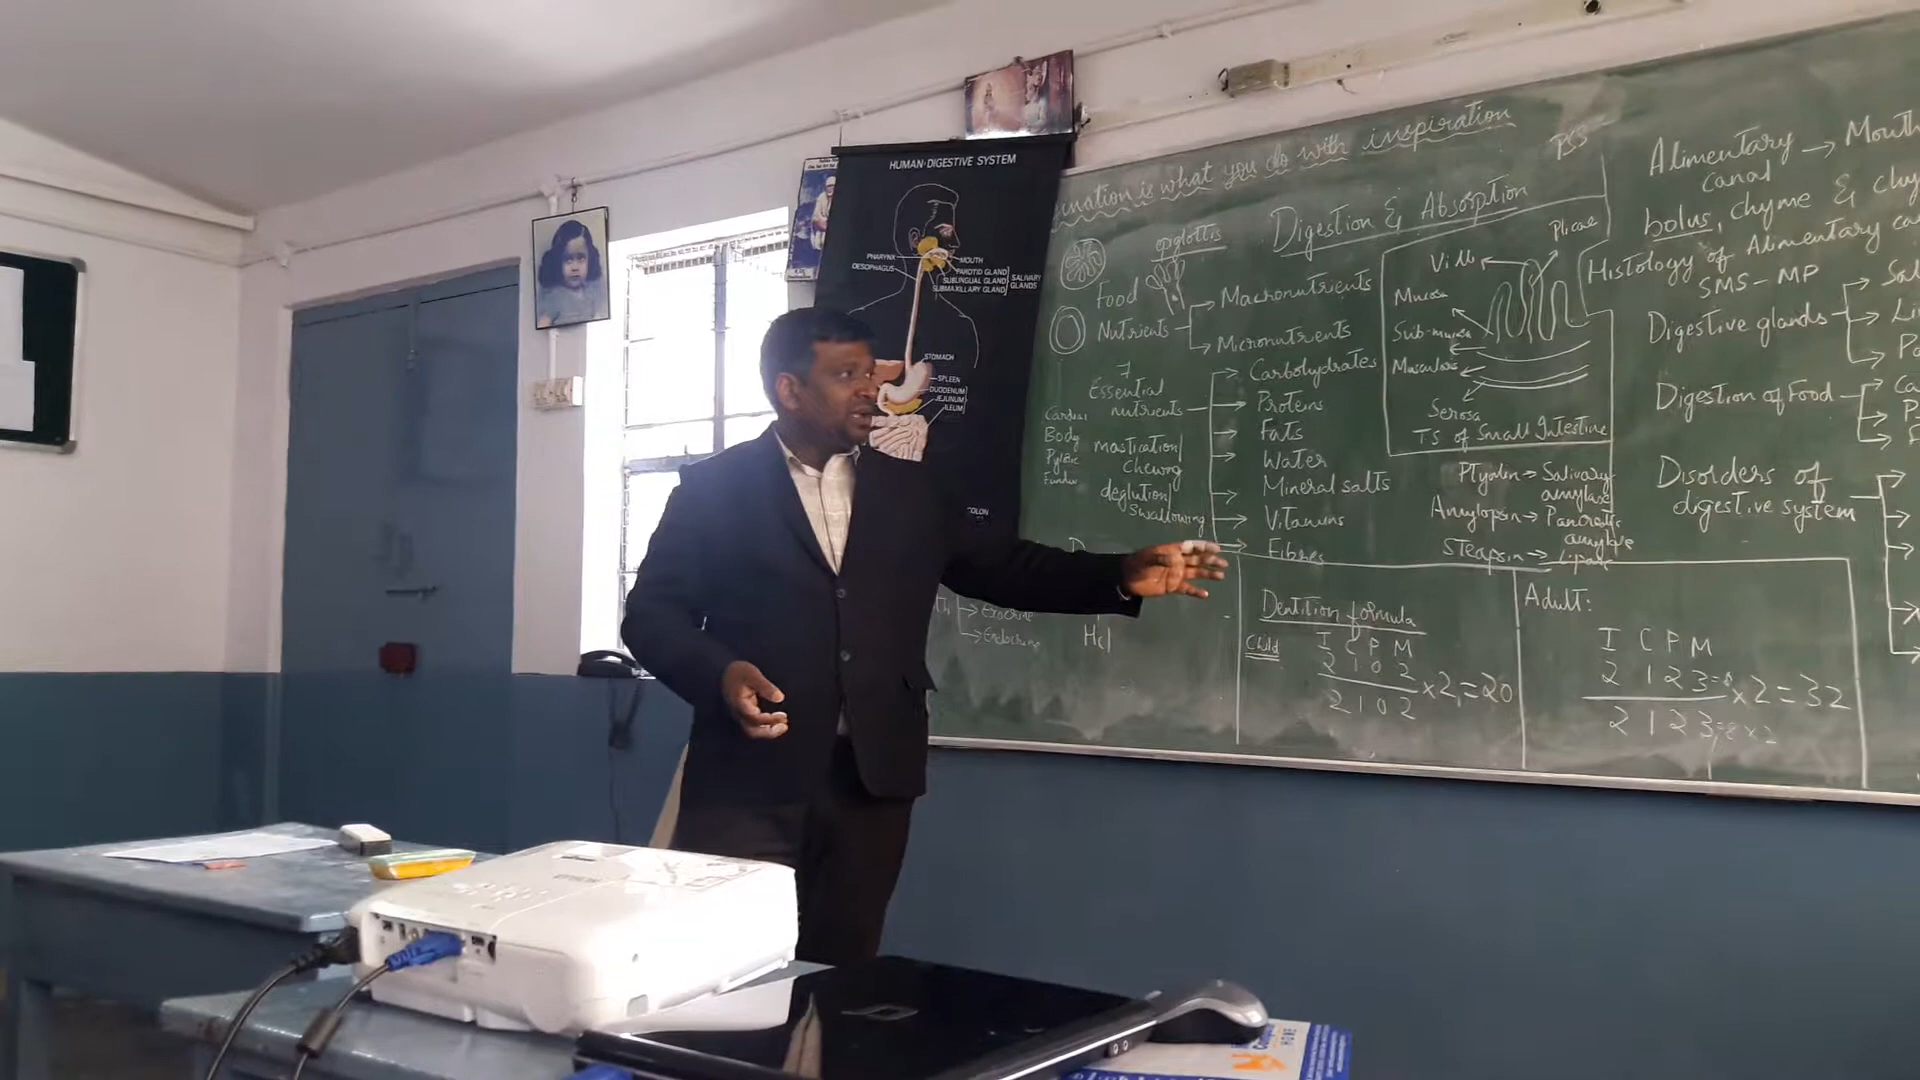 HUMAN DIGESTIVE SYSTEM
PHARYNX
OESOPHAGUS
MOUTH
PAROTID GLAND
SUBLINGUAL GLAND
SUBMAXILLARY GLAND
SALIVARY
GLANDS
STOMACH
SPLEEN
DUODENUM
JEJUNUM
ILEUM
COLON
is what you do with inspiration
PSS
Digestion & Absorption
epiglottis
Food
Nutrients
Macronutrients
Micronutrients
7
Essential
nutrients
Carbohydrates
Proteins
Fats
Water
Mineral salts
Vitamins
Fibres
Cardiac
Body
Pyloric
Fundus
mastication/
chewing
deglution/
Swallowing
Exocrine
Endocrine
Hcl
Villi
Plicae
Mucosa
Sub-mucosa
Muscularis
Serosa
TS of Small Intestine
Ptyalin → Salivary
amylase
Amylopsin → Pancreatic
amylase
Steapsin → Lipase
Dentition formula
Child
I C P M
2 1 0 2
2 1 0 2
×2=20
Adult:
I C P M
2 1 2 3=8
2 1 2 3=8×2
×2=32
Alimentary → Mouth
canal
bolus, chyme &
Histology of Alimentary
SMS - MP
Digestive glands
Digestion of Food
Disorders of
digestive system